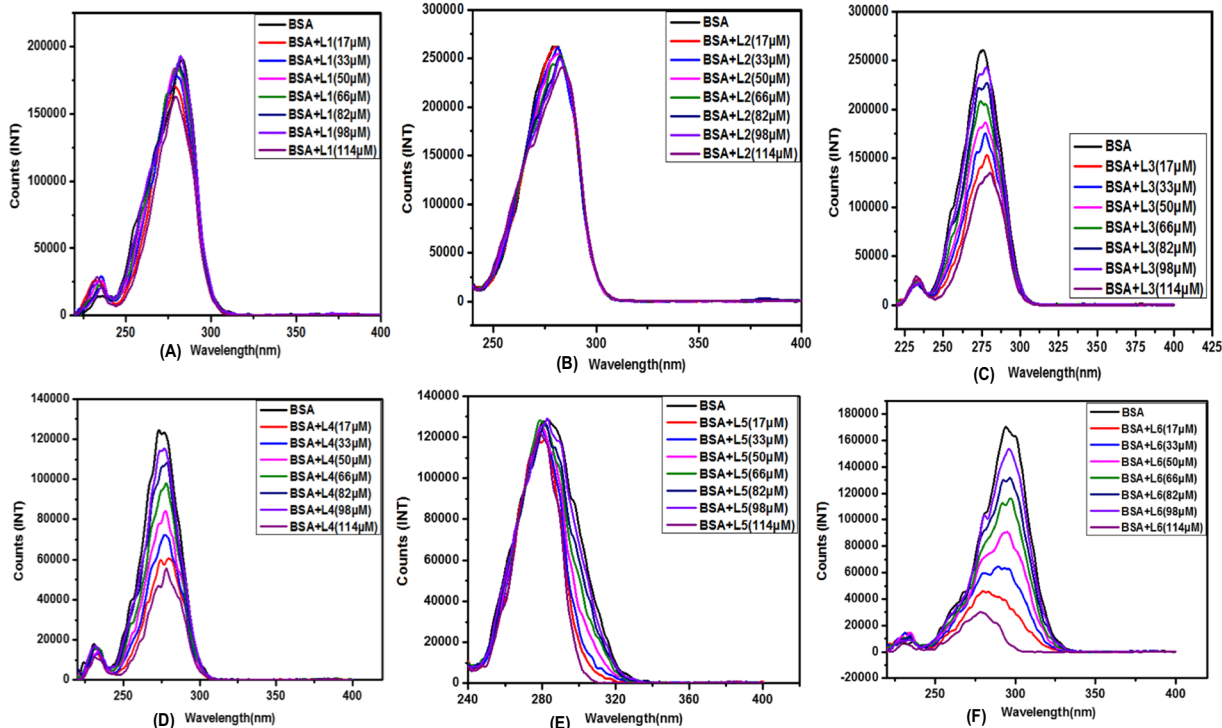 Counts (INT)
200000
150000
100000
50000
0
250
300
350
400
Wavelength(nm)
(A)
BSA
BSA+L1(17µM)
BSA+L1(33µM)
BSA+L1(50µM)
BSA+L1(66µM)
BSA+L1(82µM)
BSA+L1(98µM)
BSA+L1(114µM)
Counts (INT)
300000
250000
200000
150000
100000
50000
0
250
300
350
400
Wavelength(nm)
(B)
BSA
BSA+L2(17µM)
BSA+L2(33µM)
BSA+L2(50µM)
BSA+L2(66µM)
BSA+L2(82µM)
BSA+L2(98µM)
BSA+L2(114µM)
Counts (INT)
300000
250000
200000
150000
100000
50000
0
225
250
275
300
325
350
375
400
425
Wavelength(nm)
(C)
BSA
BSA+L3(17µM)
BSA+L3(33µM)
BSA+L3(50µM)
BSA+L3(66µM)
BSA+L3(82µM)
BSA+L3(98µM)
BSA+L3(114µM)
Counts (INT)
140000
120000
100000
80000
60000
40000
20000
0
250
300
350
400
Wavelength(nm)
(D)
BSA
BSA+L4(17µM)
BSA+L4(33µM)
BSA+L4(50µM)
BSA+L4(66µM)
BSA+L4(82µM)
BSA+L4(98µM)
BSA+L4(114µM)
Counts (INT)
140000
120000
100000
80000
60000
40000
20000
0
240
280
320
360
400
Wavelength(nm)
(E)
BSA
BSA+L5(17µM)
BSA+L5(33µM)
BSA+L5(50µM)
BSA+L5(66µM)
BSA+L5(82µM)
BSA+L5(98µM)
BSA+L5(114µM)
Counts (INT)
180000
160000
140000
120000
100000
80000
60000
40000
20000
0
-20000
250
300
350
400
Wavelength(nm)
(F)
BSA
BSA+L6(17µM)
BSA+L6(33µM)
BSA+L6(50µM)
BSA+L6(66µM)
BSA+L6(82µM)
BSA+L6(98µM)
BSA+L6(114µM)